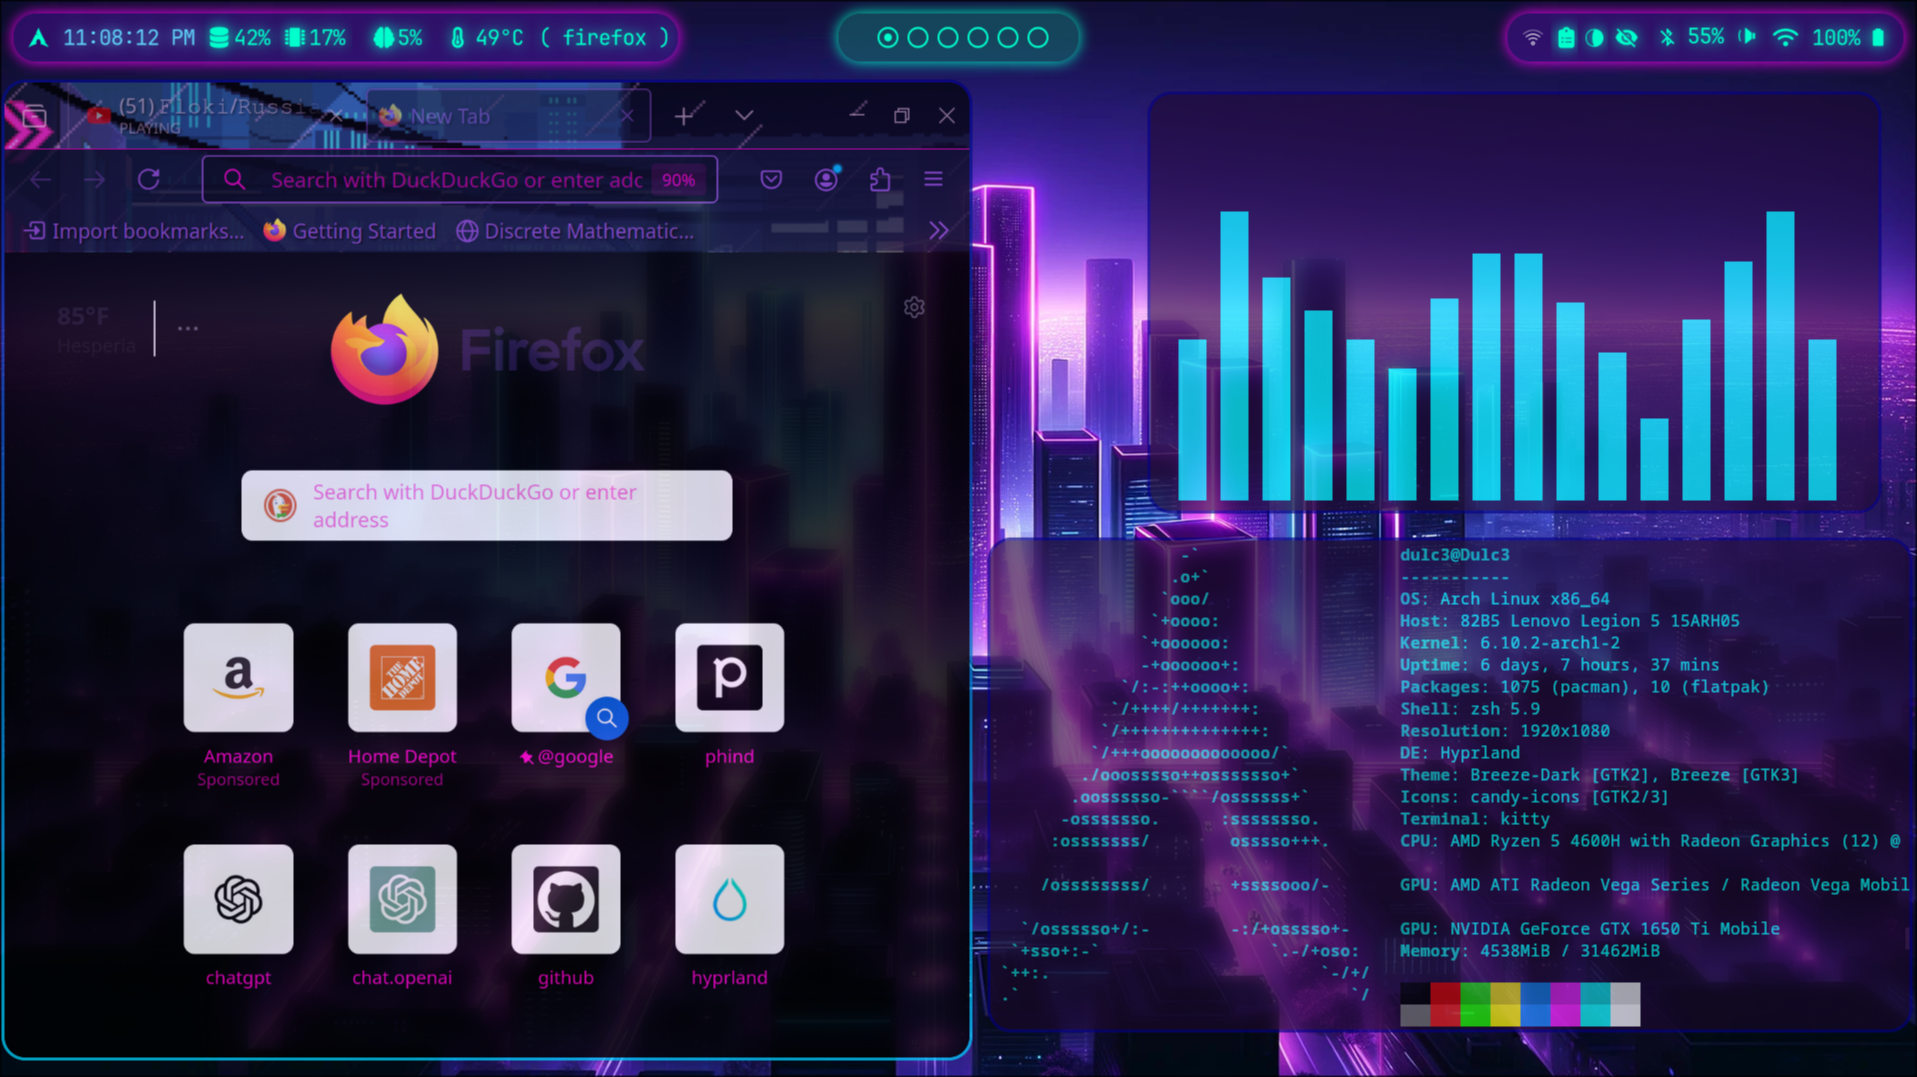 11:08:12 PM 42% 17% 5% 49°C ( firefox )
55% 100%
(51) Floki/Russi
PLAYING
New Tab
Search with DuckDuckGo or enter adc 90%
Import bookmarks...
Getting Started
Discrete Mathematic...
85°F
Hesperia
Firefox
Search with DuckDuckGo or enter
address
THE HOME DEPOT
Amazon
Sponsored
Home Depot
Sponsored
@google
phind
chatgpt
chat.openai
github
hyprland
dulc3@Dulc3
-----------
OS: Arch Linux x86_64
Host: 82B5 Lenovo Legion 5 15ARH05
Kernel: 6.10.2-arch1-2
Uptime: 6 days, 7 hours, 37 mins
Packages: 1075 (pacman), 10 (flatpak)
Shell: zsh 5.9
Resolution: 1920x1080
DE: Hyprland
Theme: Breeze-Dark [GTK2], Breeze [GTK3]
Icons: candy-icons [GTK2/3]
Terminal: kitty
CPU: AMD Ryzen 5 4600H with Radeon Graphics (12) @
GPU: AMD ATI Radeon Vega Series / Radeon Vega Mobil
GPU: NVIDIA GeForce GTX 1650 Ti Mobile
Memory: 4538MiB / 31462MiB